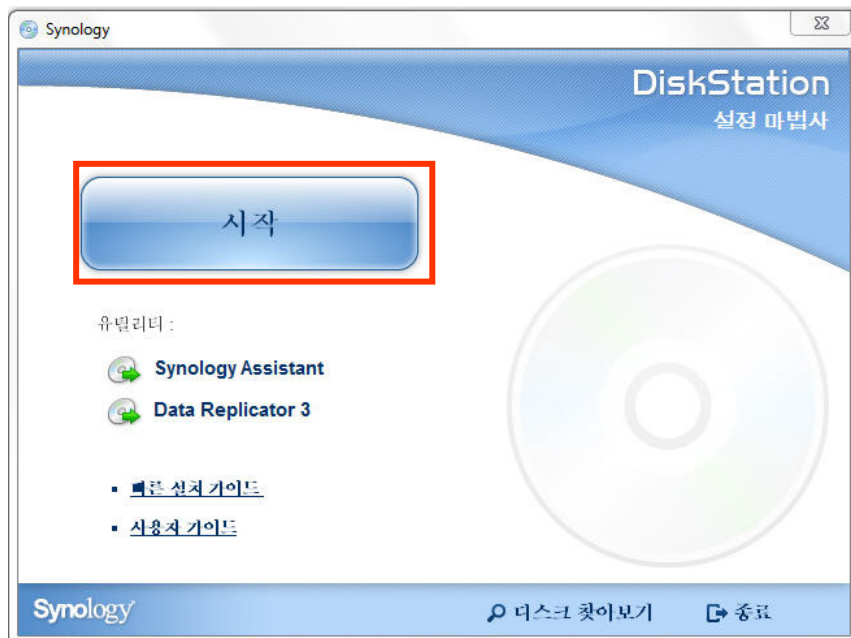 Synology
DiskStation
설정 마법사
시작
유틸리티 :
Synology Assistant
Data Replicator 3
빠른 설치 가이드
사용자 가이드
Synology
디스크 찾아보기
종료